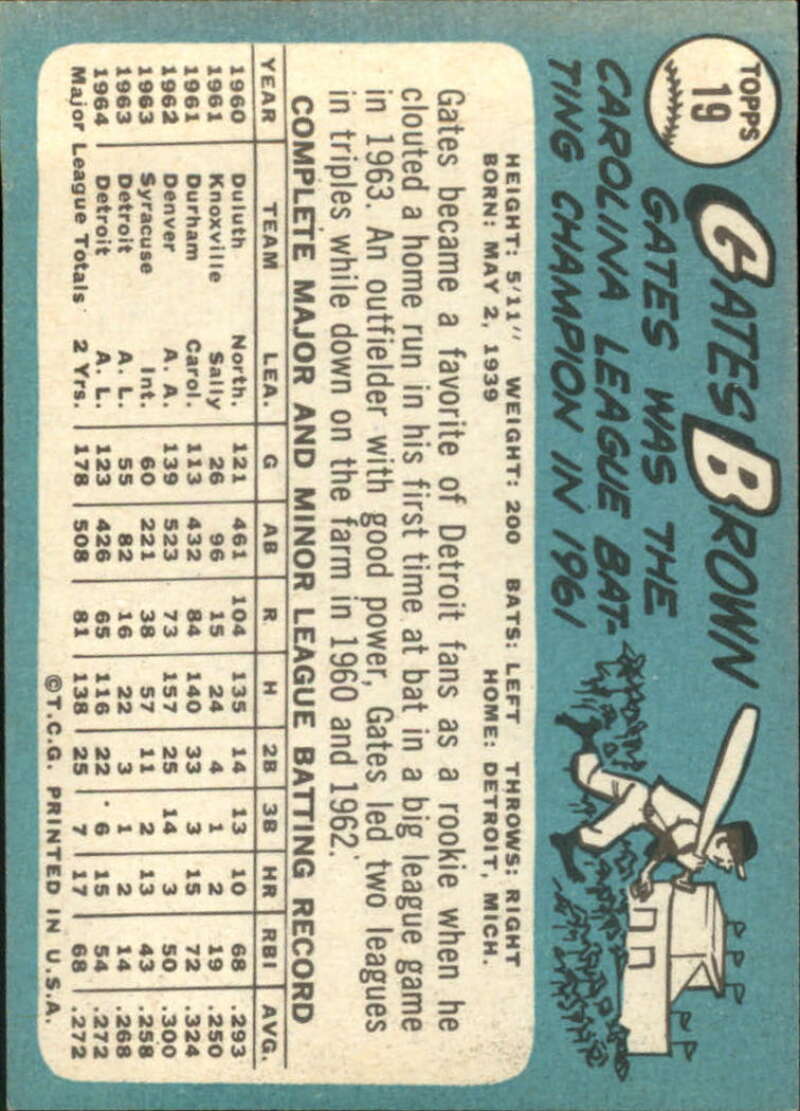 TOPPS
19
GATES BROWN
GATES WAS THE
CAROLINA LEAGUE BAT-
TING CHAMPION IN 1961
HEIGHT: 5'11" WEIGHT: 200 BATS: LEFT THROWS: RIGHT
BORN: MAY 2, 1939 HOME: DETROIT, MICH.
Gates became a favorite of Detroit fans as a rookie when he
clouted a home run in his first time at bat in a big league game
in 1963. An outfielder with good power, Gates led two leagues
in triples while down on the farm in 1960 and 1962.
COMPLETE MAJOR AND MINOR LEAGUE BATTING RECORD
YEAR TEAM LEA. G AB R H 2B 3B HR RBI AVG.
1960 Duluth North. 121 461 104 135 14 13 10 68 .293
1961 Knoxville Sally 26 96 15 24 4 1 2 19 .250
1961 Durham Carol. 113 432 84 140 33 3 15 72 .324
1962 Denver A. A. 139 523 73 157 25 14 3 50 .300
1963 Syracuse Int. 60 221 38 57 11 2 13 43 .258
1963 Detroit A. L. 55 82 16 22 3 1 2 14 .268
1964 Detroit A. L. 123 426 65 116 22 6 15 54 .272
Major League Totals 2 Yrs. 178 508 81 138 25 7 17 68 .272
©T.C.G. PRINTED IN U.S.A.